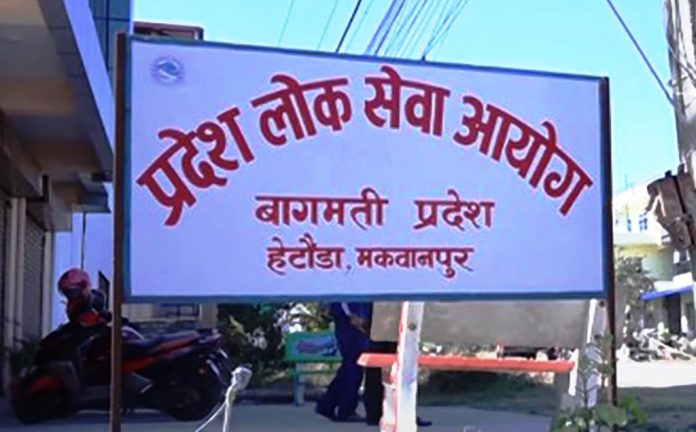 प्रदेश लोक सेवा आयोग
बागमती प्रदेश
हेटौंडा, मकवानपुर